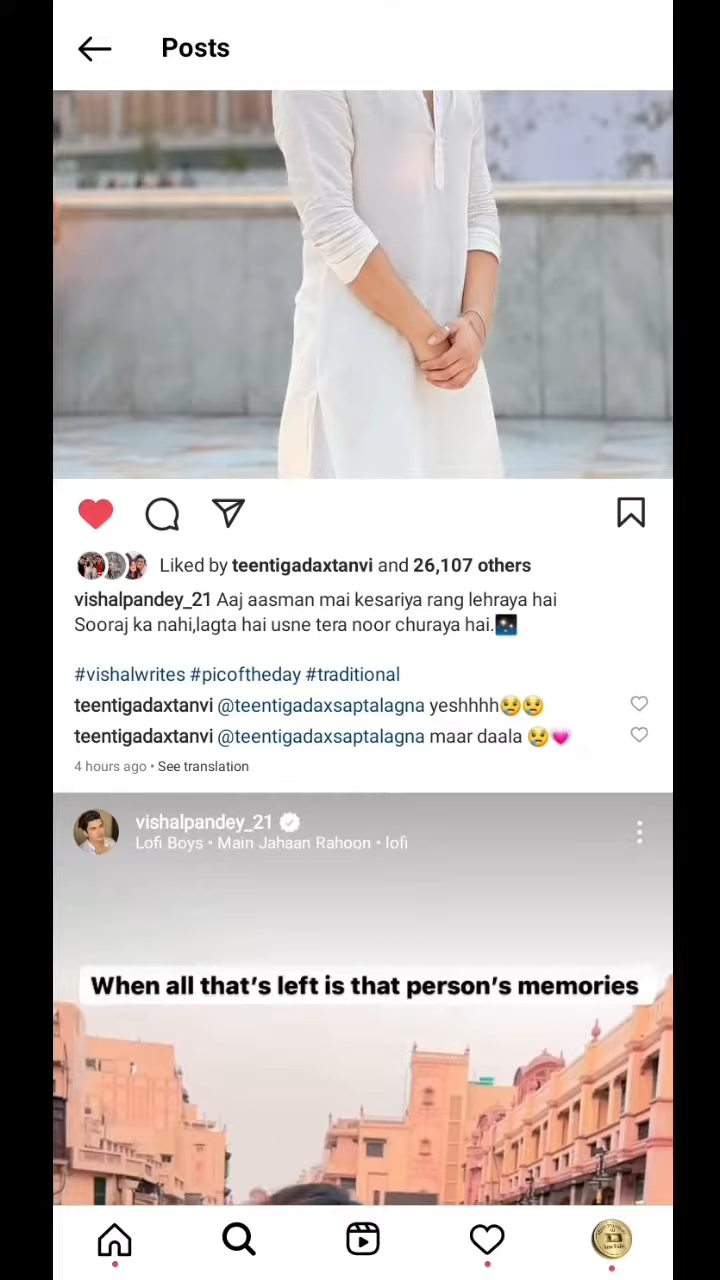 Posts
Liked by teentigadaxtanvi and 26,107 others
vishalpandey_21 Aaj aasman mai kesariya rang lehraya hai
Sooraj ka nahi,lagta hai usne tera noor churaya hai.
#vishalwrites #picoftheday #traditional
teentigadaxtanvi @teentigadaxsaptalagna yeshhhh😢😢
teentigadaxtanvi @teentigadaxsaptalagna maar daala 😢💗
4 hours ago • See translation
vishalpandey_21
Lofi Boys • Main Jahaan Rahoon • lofi
When all that's left is that person's memories